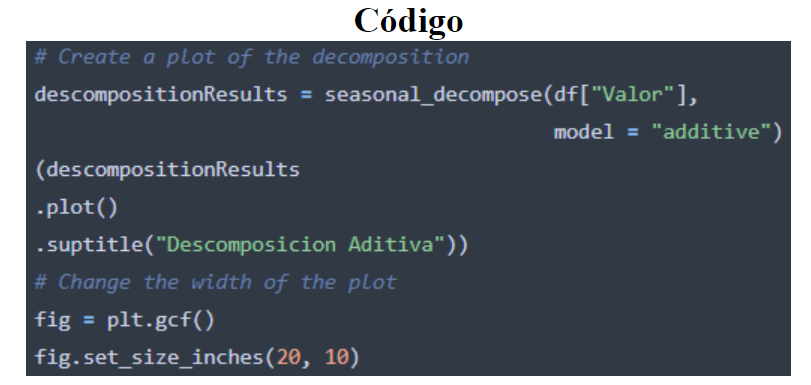 Código
# Create a plot of the decomposition
descompositionResults = seasonal_decompose(df["Valor"],
model = "additive")
(descompositionResults
.plot()
.suptitle("Descomposicion Aditiva"))
# Change the width of the plot
fig = plt.gcf()
fig.set_size_inches(20, 10)